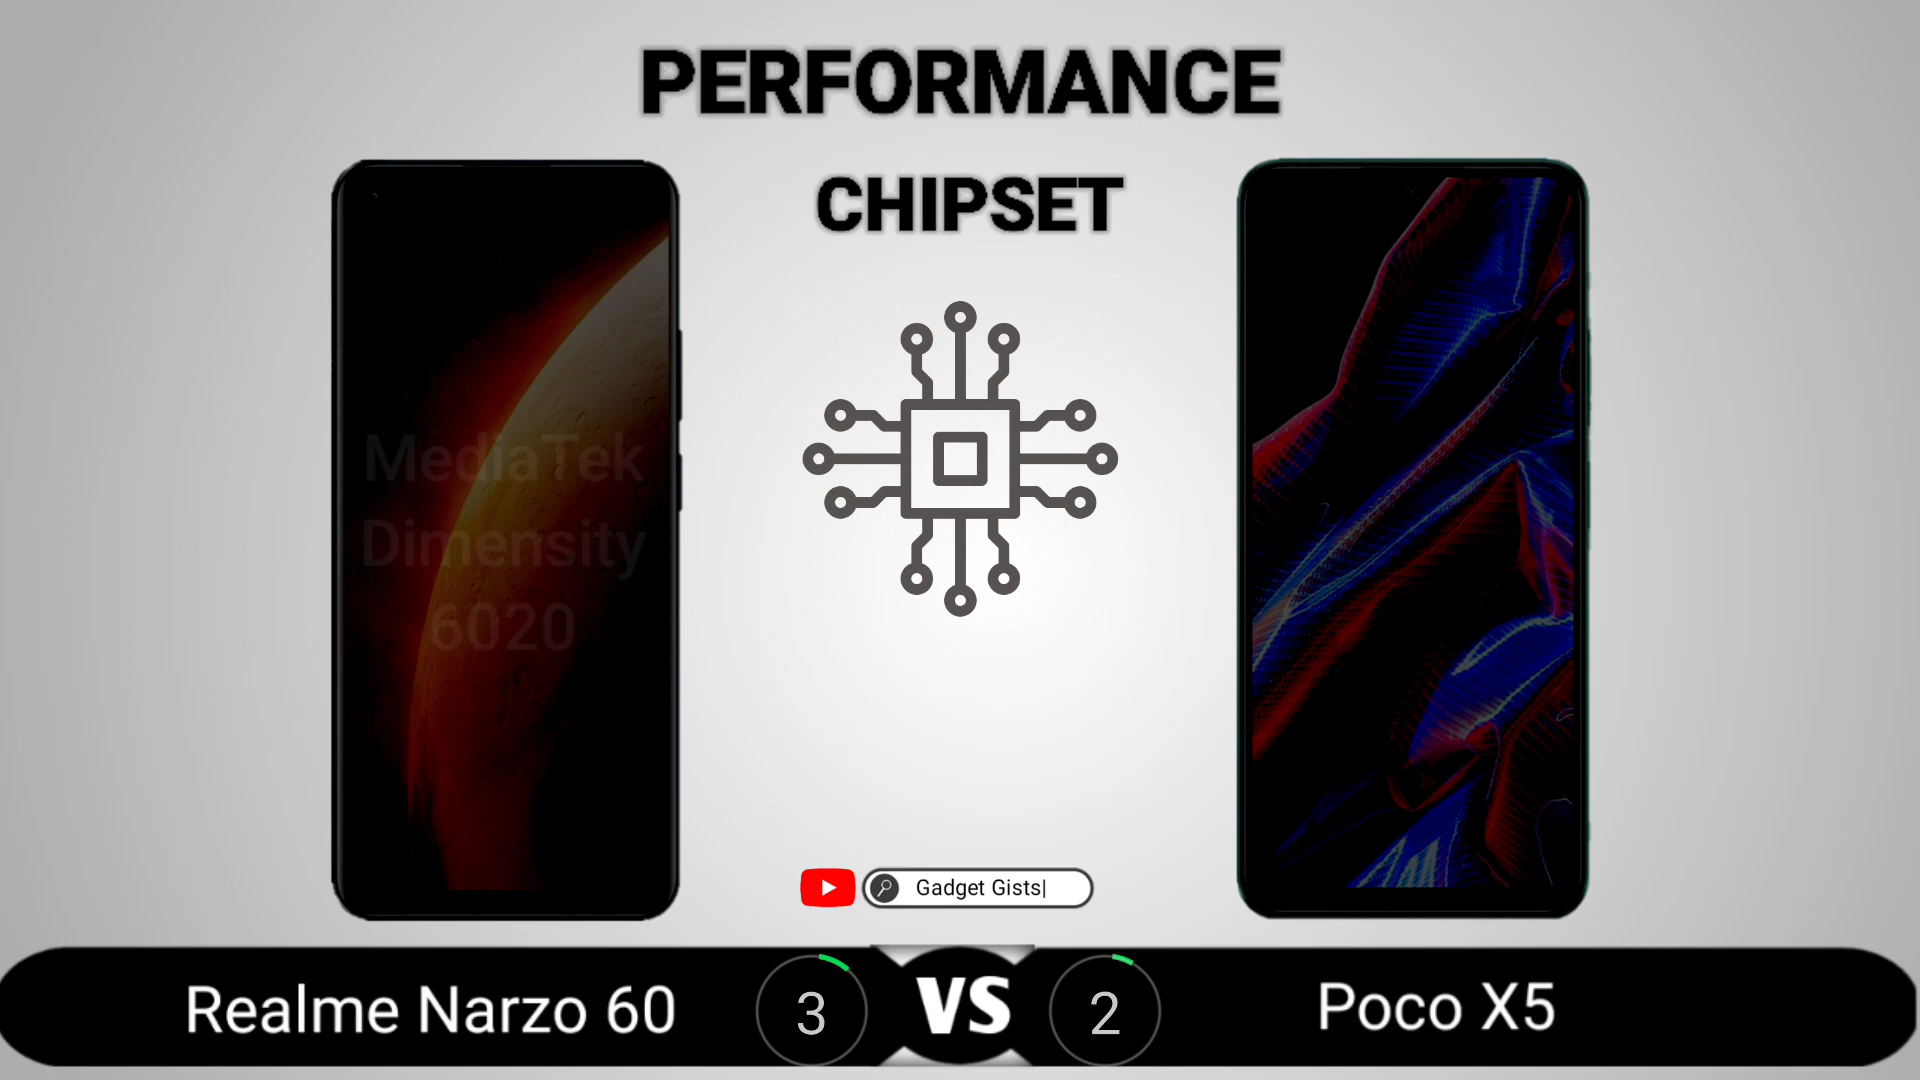 PERFORMANCE
CHIPSET
MediaTek
Dimensity
6020
Gadget Gists|
Realme Narzo 60
3
VS
2
Poco X5